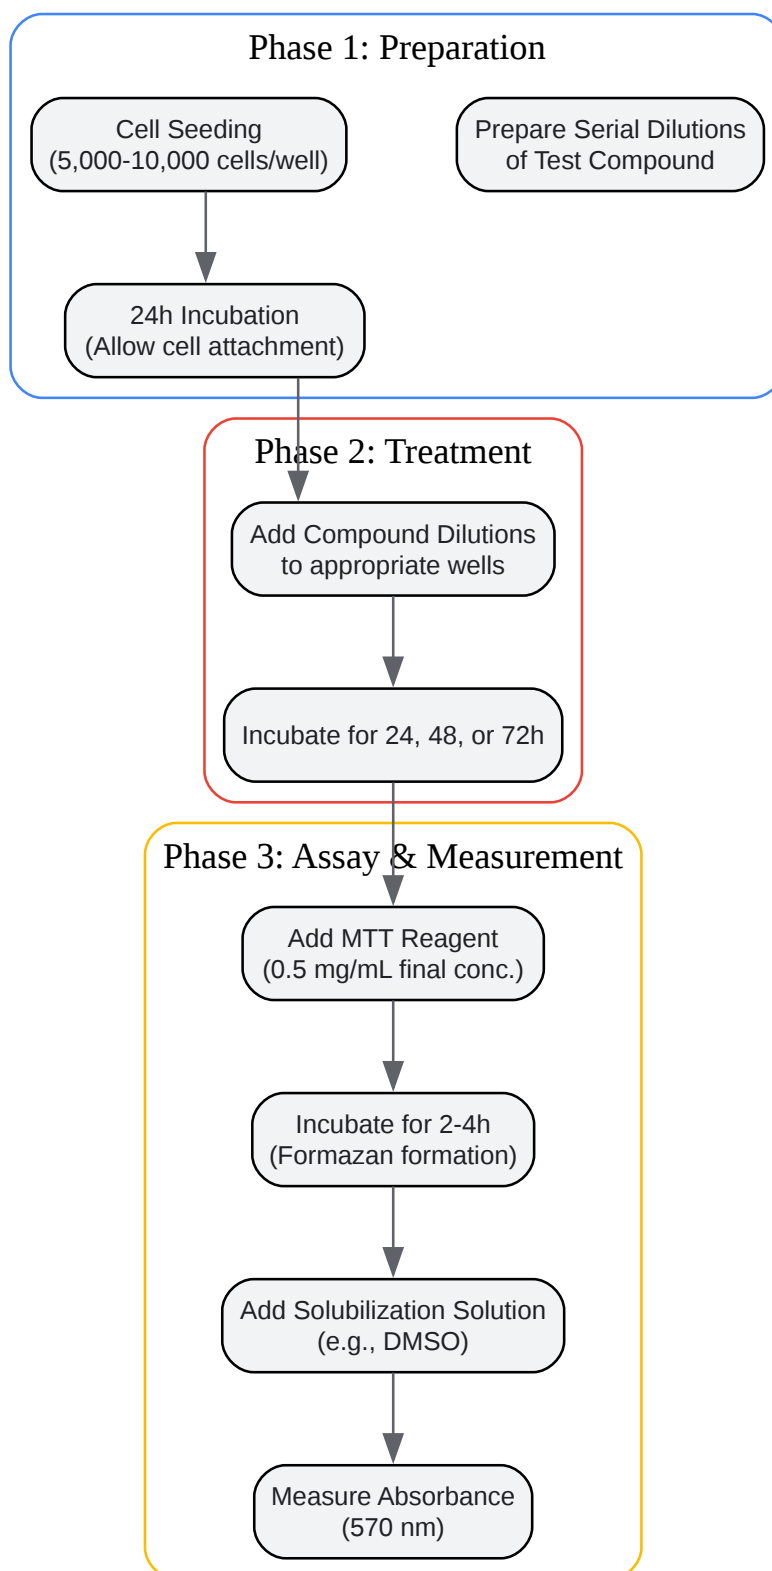 Phase 1: Preparation
Cell Seeding
(5,000-10,000 cells/well)
Prepare Serial Dilutions
of Test Compound
24h Incubation
(Allow cell attachment)
Phase 2: Treatment
Add Compound Dilutions
to appropriate wells
Incubate for 24, 48, or 72h
Phase 3: Assay & Measurement
Add MTT Reagent
(0.5 mg/mL final conc.)
Incubate for 2-4h
(Formazan formation)
Add Solubilization Solution
(e.g., DMSO)
Measure Absorbance
(570 nm)